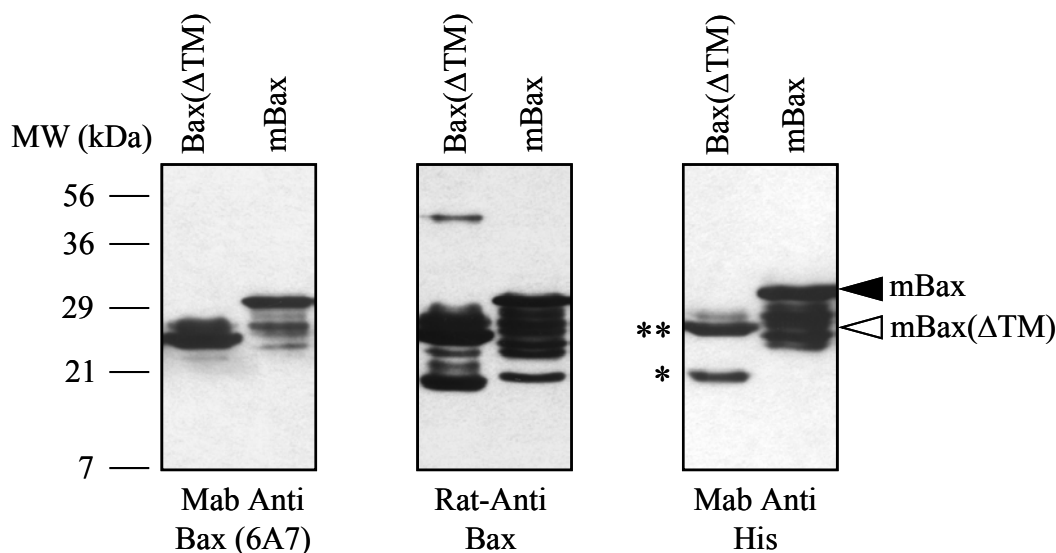 Bax(ΔTM)
mBax
Bax(ΔTM)
mBax
Bax(ΔTM)
mBax
MW (kDa)
56
36
29
21
7
mBax
** mBax(ΔTM)
*
Mab Anti
Bax (6A7)
Rat-Anti
Bax
Mab Anti
His